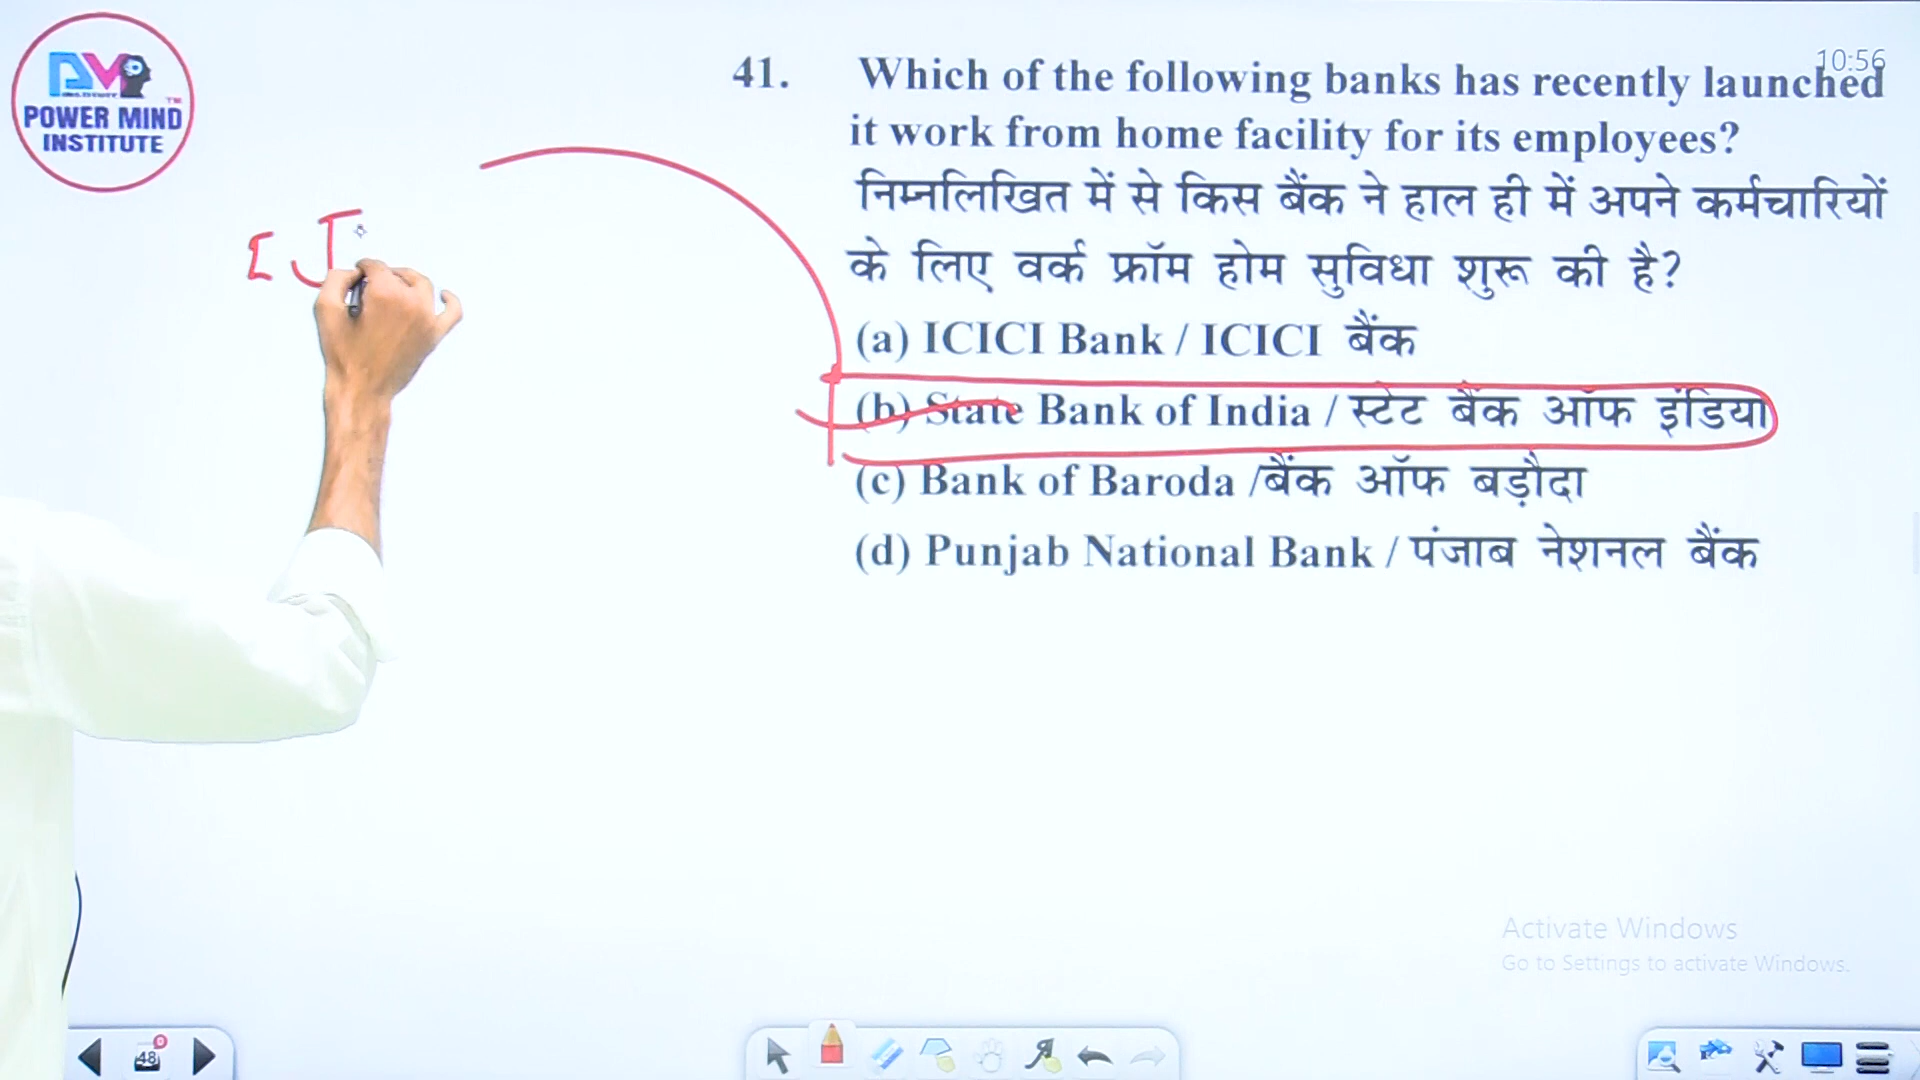 POWER MIND
INSTITUTE
10:56
41. Which of the following banks has recently launched
it work from home facility for its employees?
निम्नलिखित में से किस बैंक ने हाल ही में अपने कर्मचारियों
के लिए वर्क फ्रॉम होम सुविधा शुरू की है?
(a) ICICI Bank / ICICI बैंक
(b) State Bank of India / स्टेट बैंक ऑफ इंडिया
(c) Bank of Baroda /बैंक ऑफ बड़ौदा
(d) Punjab National Bank / पंजाब नेशनल बैंक
Activate Windows
Go to Settings to activate Windows.
48